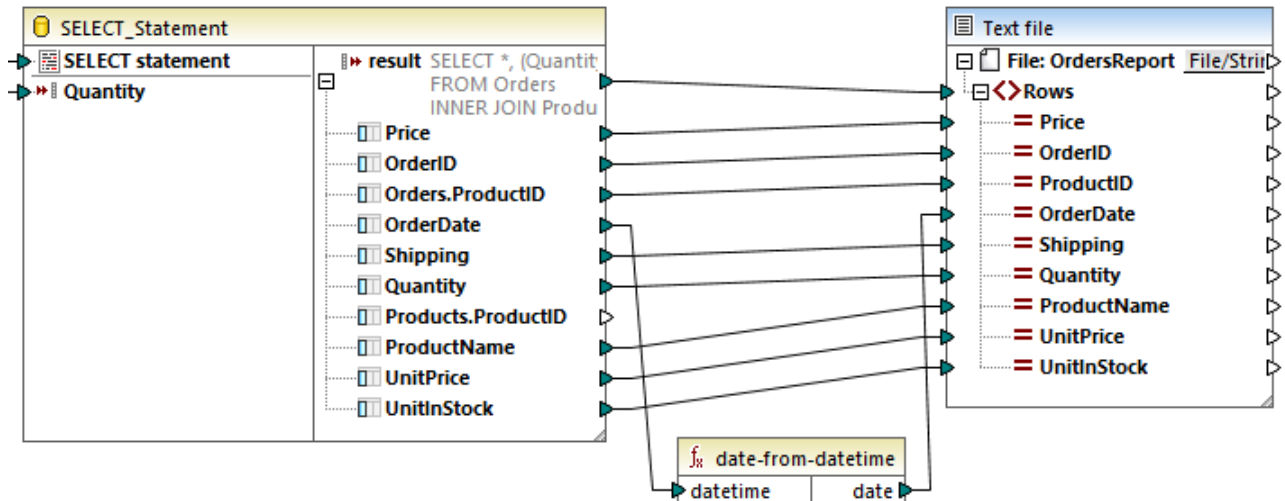 SELECT_Statement
SELECT statement
Quantity
result SELECT *, (Quantit
FROM Orders
INNER JOIN Produ
Price
OrderID
Orders.ProductID
OrderDate
Shipping
Quantity
Products.ProductID
ProductName
UnitPrice
UnitInStock
Text file
File: OrdersReport File/Strin
Rows
Price
OrderID
ProductID
OrderDate
Shipping
Quantity
ProductName
UnitPrice
UnitInStock
fx date-from-datetime
datetime date